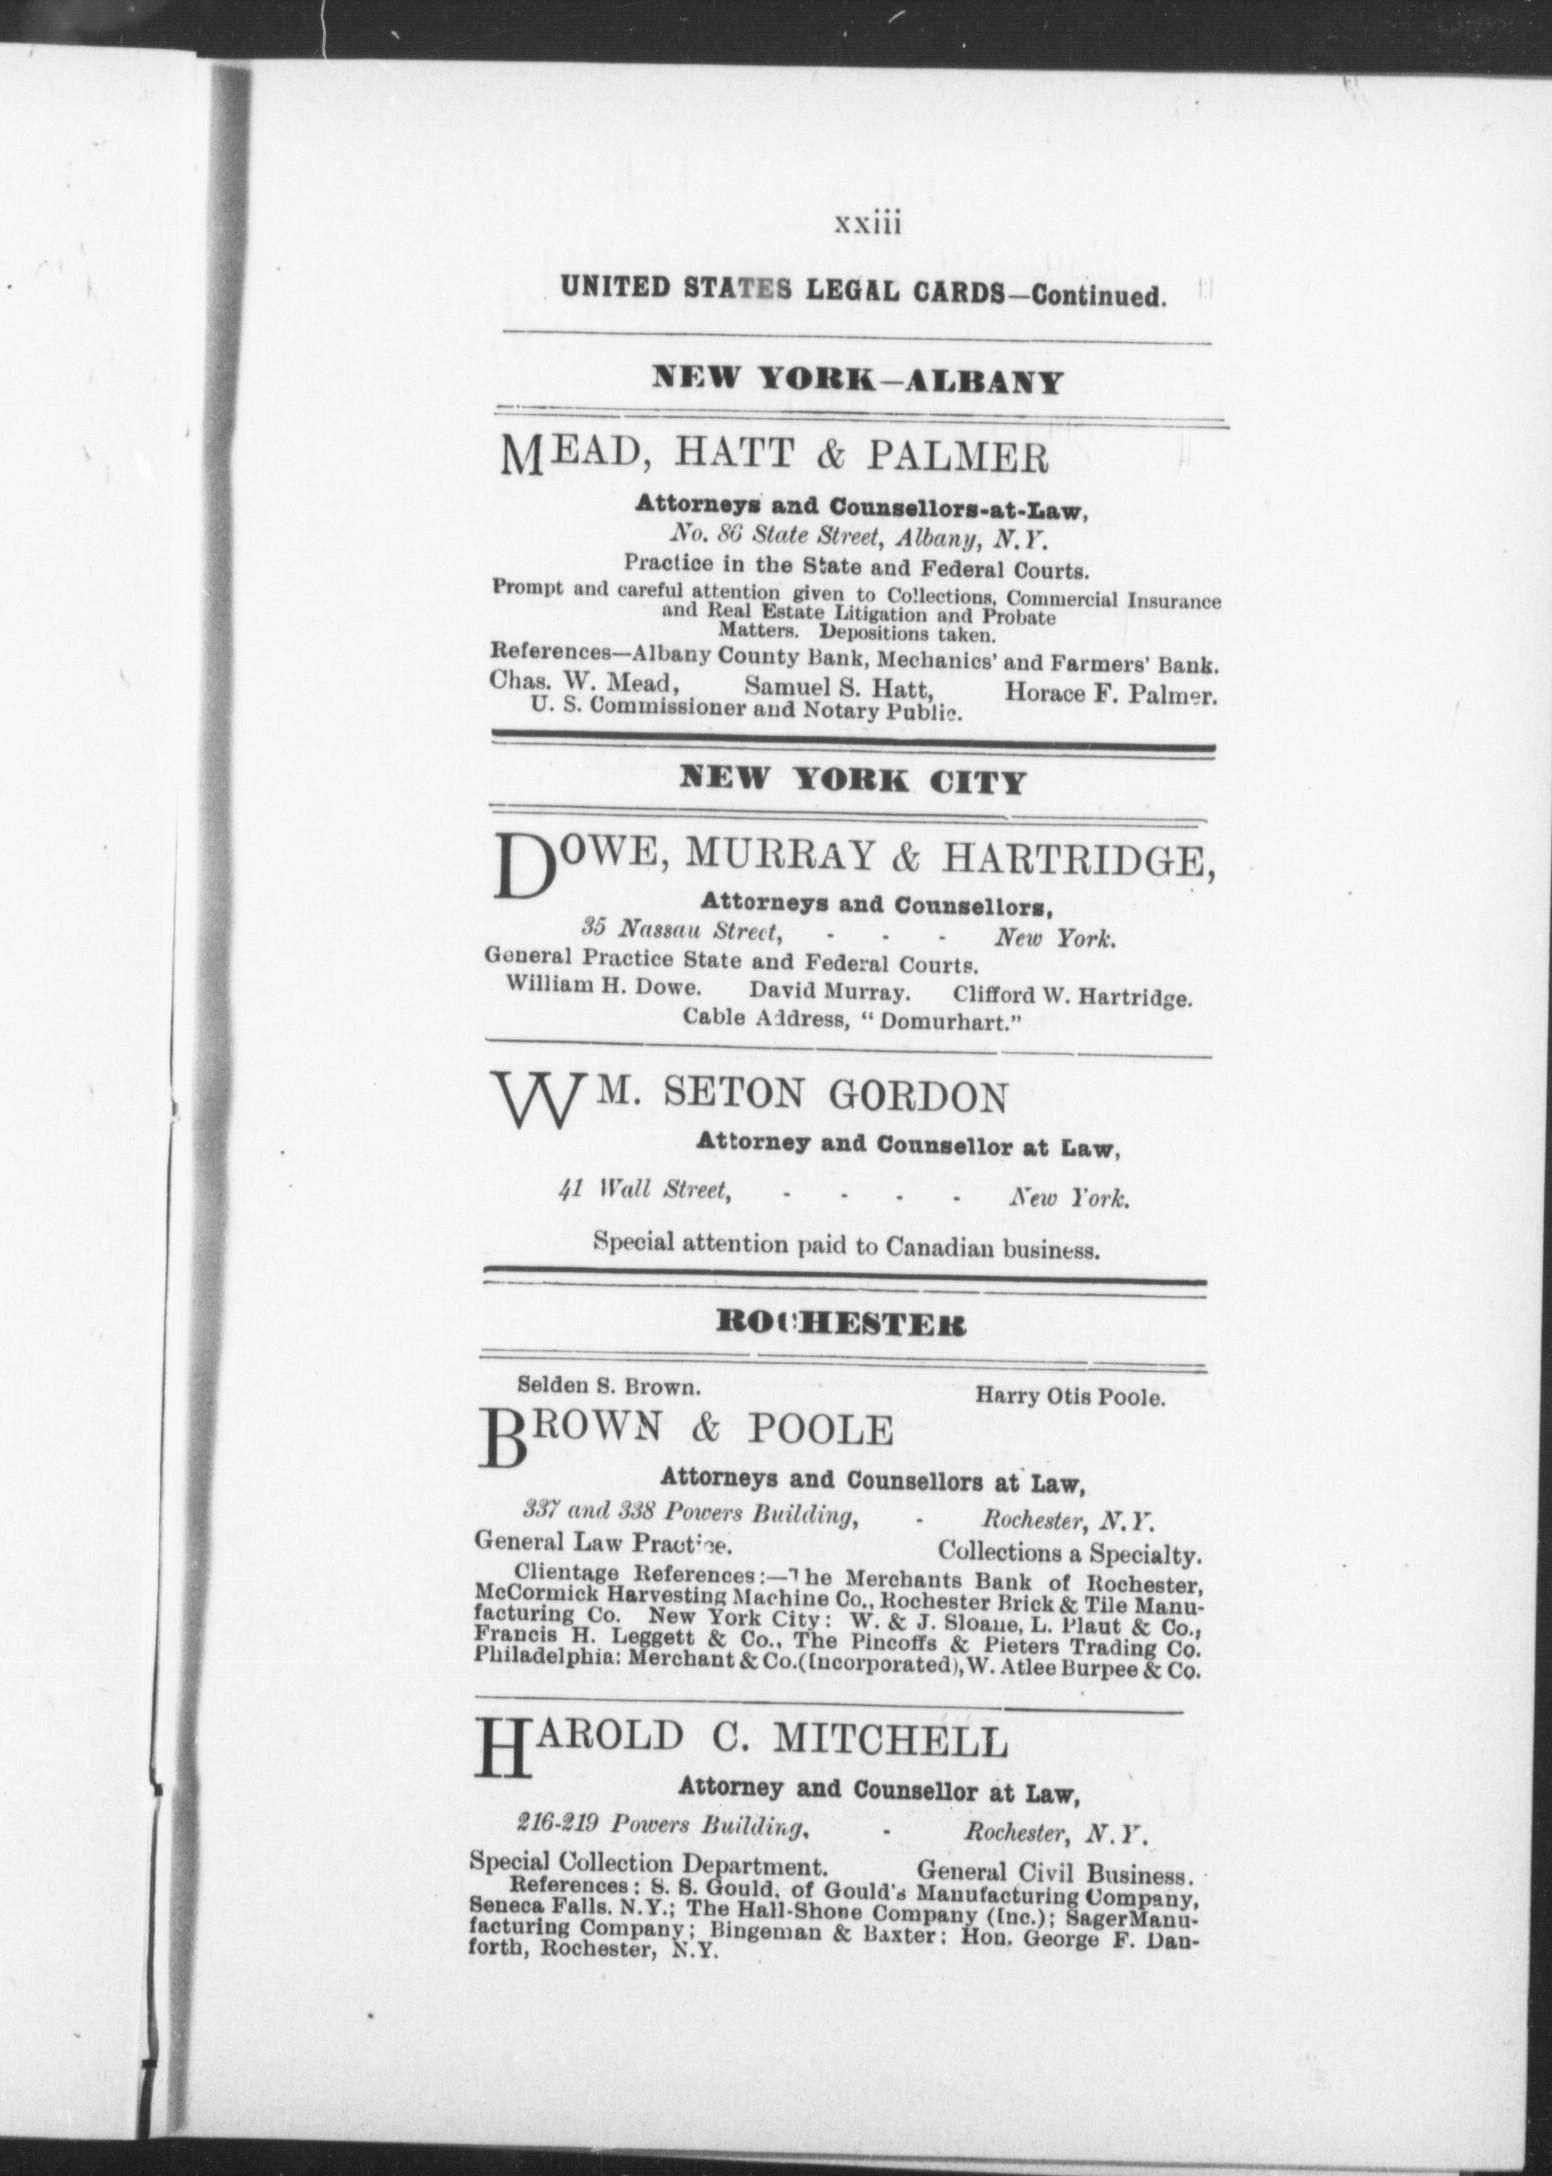 xxiii
UNITED STATES LEGAL CARDS—Continued.
NEW YORK—ALBANY
MEAD, HATT & PALMER
Attorneys and Counsellors-at-Law,
No. 86 State Street, Albany, N.Y.
Practice in the State and Federal Courts.
Prompt and careful attention given to Collections, Commercial Insurance
and Real Estate Litigation and Probate
Matters. Depositions taken.
References—Albany County Bank, Mechanics' and Farmers' Bank.
Chas. W. Mead, Samuel S. Hatt, Horace F. Palmer.
U. S. Commissioner and Notary Public.
NEW YORK CITY
DOWE, MURRAY & HARTRIDGE,
Attorneys and Counsellors,
35 Nassau Street, - - - New York.
General Practice State and Federal Courts.
William H. Dowe. David Murray. Clifford W. Hartridge.
Cable Address, "Domurhart."
WM. SETON GORDON
Attorney and Counsellor at Law,
41 Wall Street, - - - - New York.
Special attention paid to Canadian business.
ROCHESTER
Selden S. Brown. Harry Otis Poole.
BROWN & POOLE
Attorneys and Counsellors at Law,
337 and 338 Powers Building, - Rochester, N.Y.
General Law Practice. Collections a Specialty.
Clientage References:—The Merchants Bank of Rochester,
McCormick Harvesting Machine Co., Rochester Brick & Tile Manu-
facturing Co. New York City: W. & J. Sloane, L. Plaut & Co.,
Francis H. Leggett & Co., The Pincoffs & Pieters Trading Co.
Philadelphia: Merchant & Co. (Incorporated), W. Atlee Burpee & Co.
HAROLD C. MITCHELL
Attorney and Counsellor at Law,
216-219 Powers Building, - Rochester, N.Y.
Special Collection Department. General Civil Business.
References: S. S. Gould, of Gould's Manufacturing Company,
Seneca Falls. N.Y.; The Hall-Shone Company (Inc.); Sager Manu-
facturing Company; Bingeman & Baxter: Hon. George F. Dan-
forth, Rochester, N.Y.